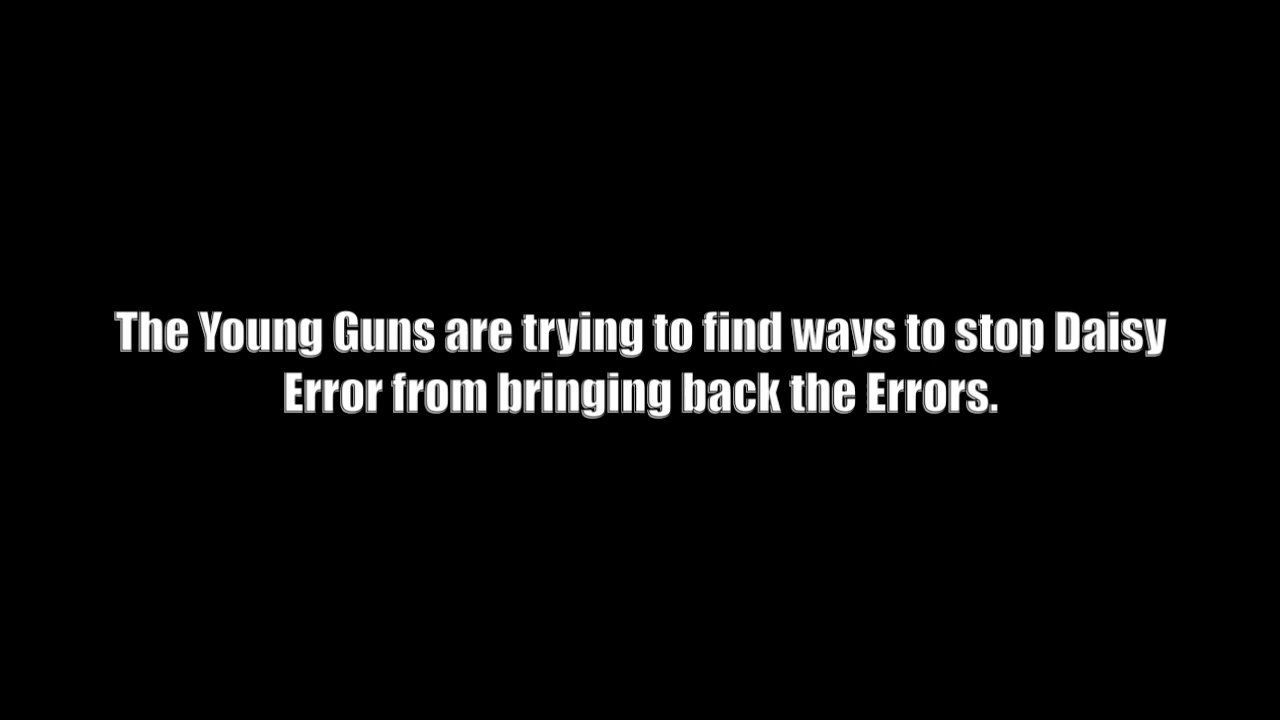 The Young Guns are trying to find ways to stop Daisy
Error from bringing back the Errors.